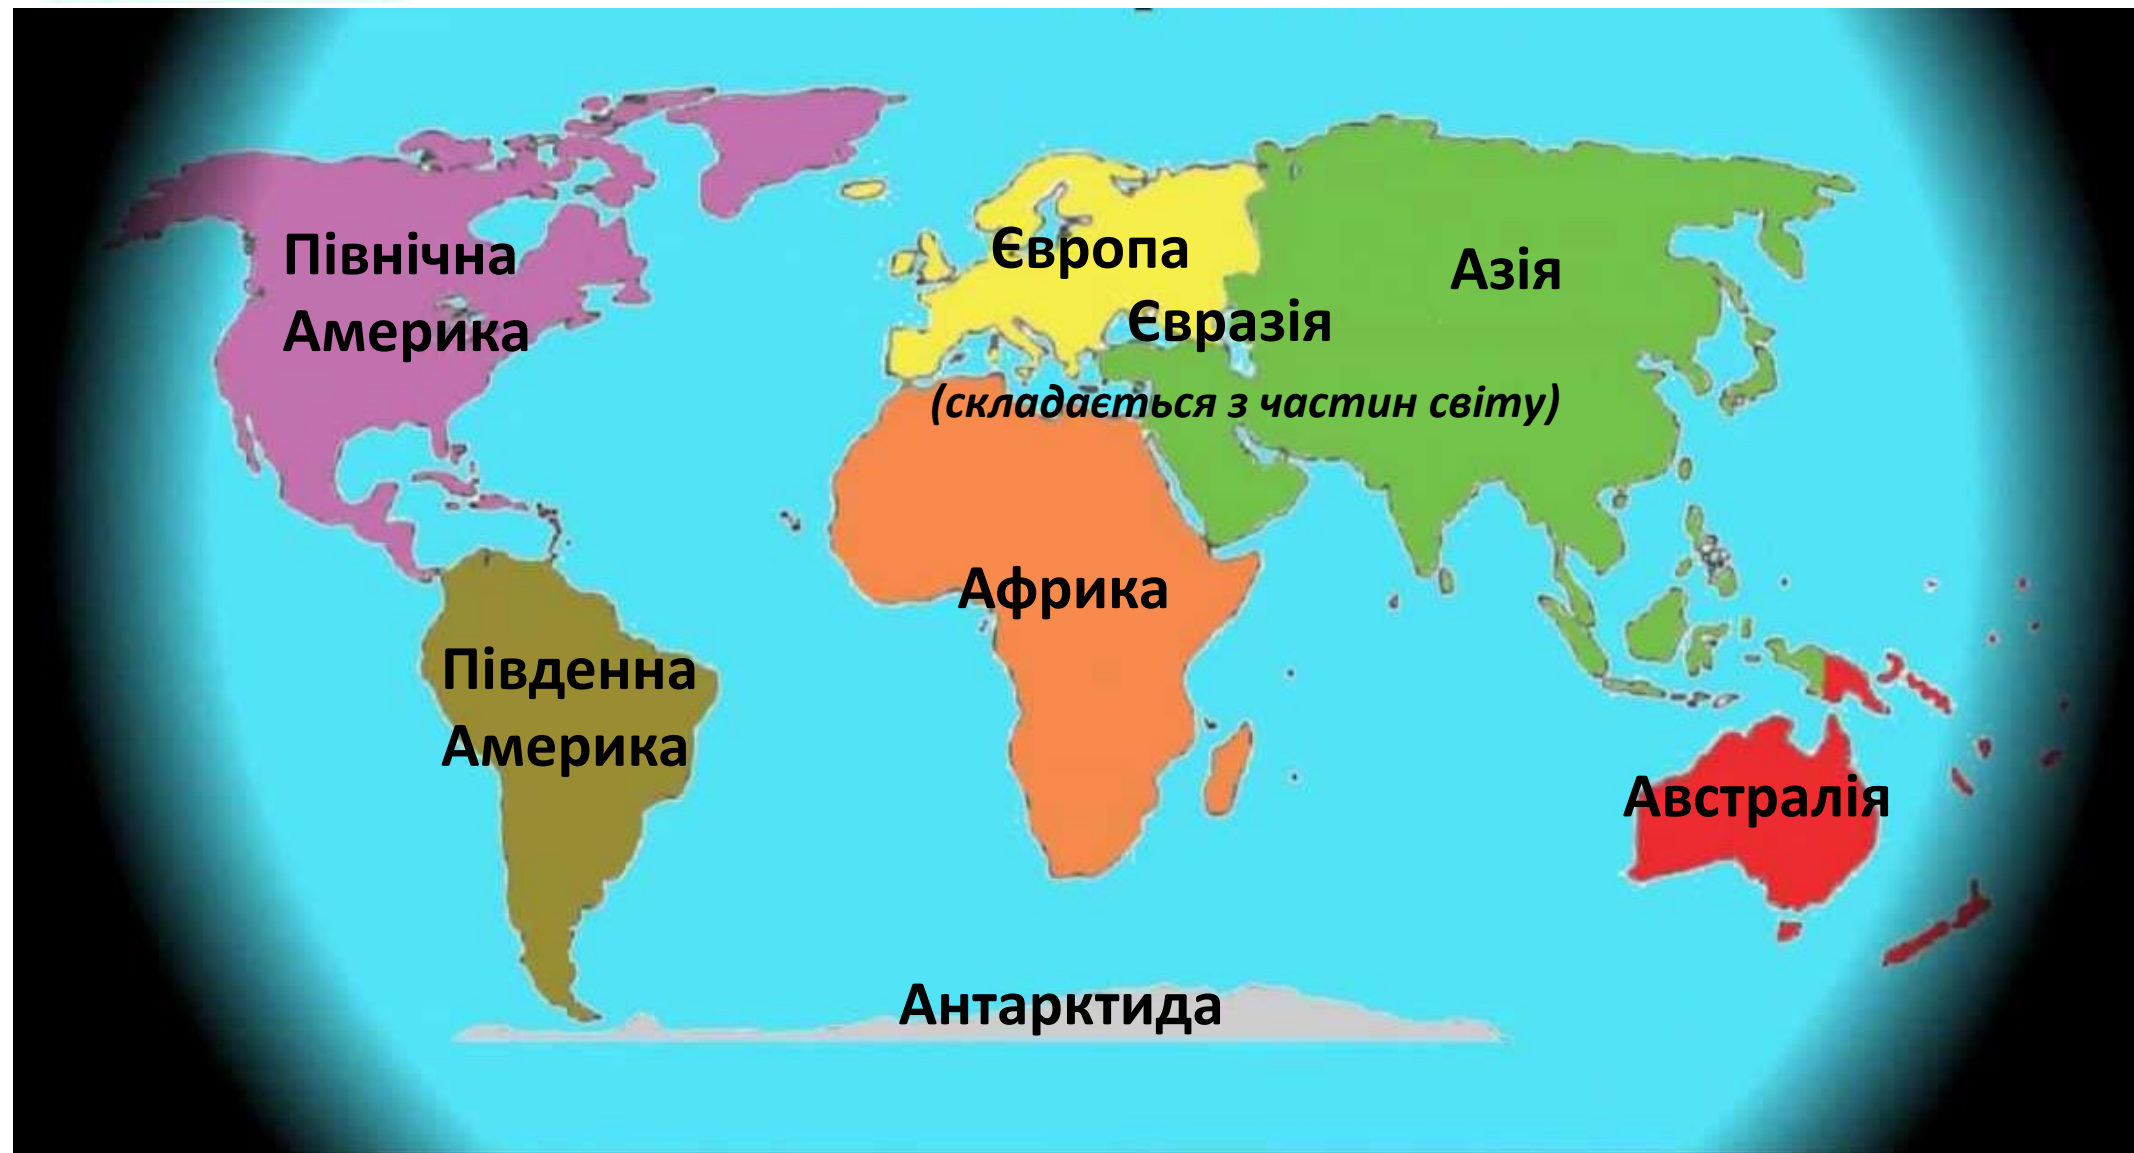 Північна
Америка
Європа
Азія
Євразія
(складається з частин світу)
Африка
Південна
Америка
Австралія
Антарктида